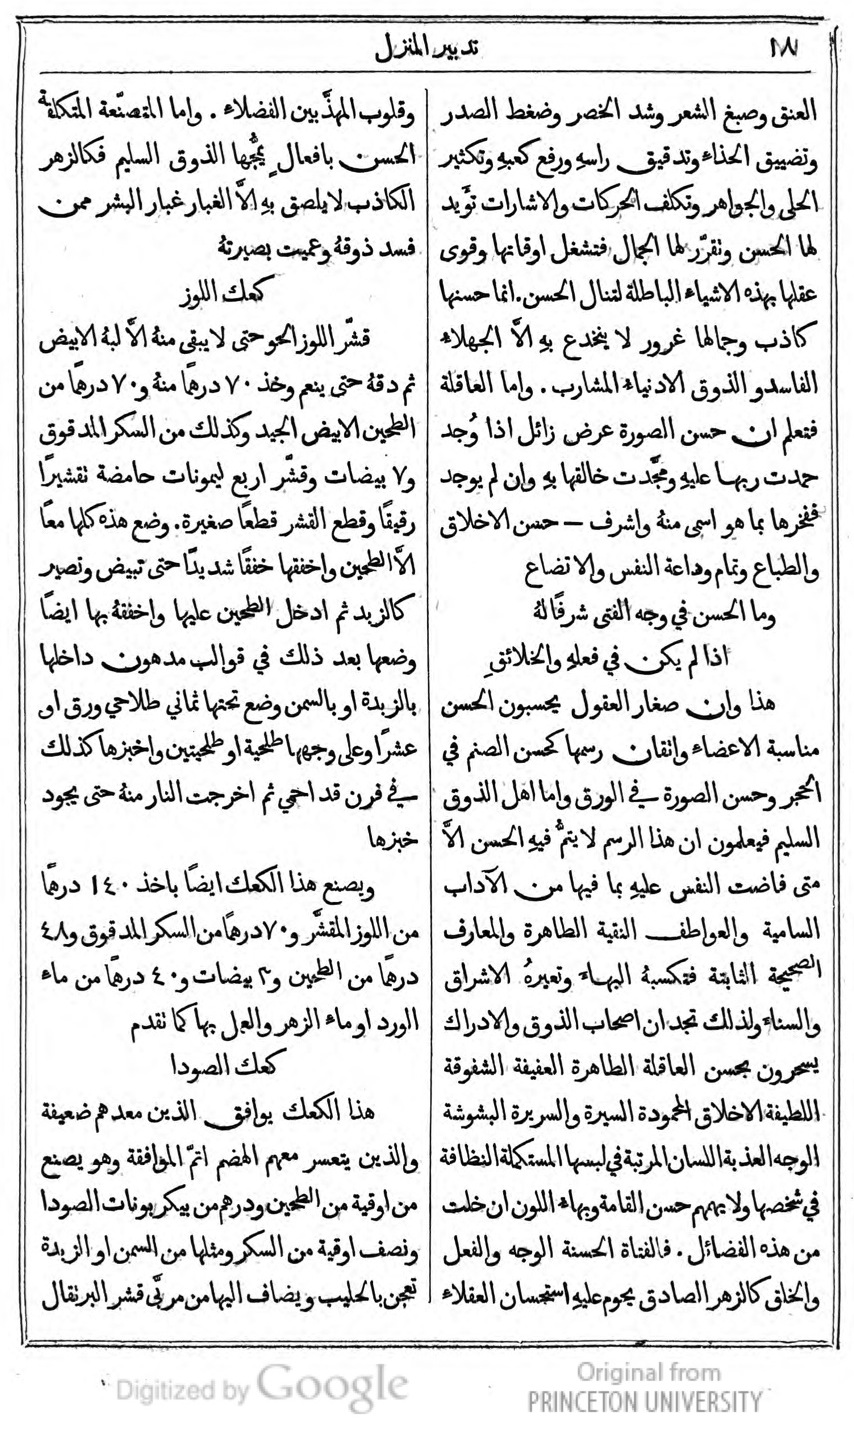 ١٨٨
تدبير المنزل
العنق وصبغ الشعر وشد الخصر وضغط الصدر
وتضييق الحذاء وتدقيق راسه ورفع كعبهِ وتكثير
الحلي والجواهر وتكلف الحركات والاشارات تؤيد
لها الحسن وتقرّر لها الجمال فتشغل اوقاتها وقوى
عقلها بهذه الاشياء الباطلة لتنال الحسن. انما حسنها
كاذب وجمالها غرور لا ينخدع بهِ الَّا الجهلاء
الفاسدو الذوق الادنياء المشارب. واما العاقلة
فتعلم ان حسن الصورة عرض زائل اذا وُجد
حمدت ربها عليهِ ومجَّدت خالقها بهِ وان لم يوجد
ففخرها بما هو اسمى منهُ واشرف — حسن الاخلاق
والطباع وتمام وداعة النفس والاتضاع
وما الحسن في وجه الفتى شرفًا لهُ
اذا لم يكن في فعلهِ والخلائقِ
هذا وان صغار العقول يحسبون الحسن
مناسبة الاعضاء واتقان رسمها كحسن الصنم في
الحجر وحسن الصورة في الورق واما اهل الذوق
السليم فيعلمون ان هذا الرسم لا يتمُّ فيهِ الحسن الَّا
متى فاضت النفس عليهِ بما فيها من الآداب
السامية والعواطف النقية الطاهرة والمعارف
الصحيحة الثابتة فتكسبهُ البهاء وتعيرهُ الاشراق
والسناء ولذلك تجد ان اصحاب الذوق والادراك
يسحرون بحسن العاقلة الطاهرة العفيفة الشفوقة
اللطيفة الاخلاق المحمودة السيرة والسريرة البشوشة
الوجه العذبة اللسان المرتبة في لبسها المستكملة النظافة
في شخصها ولا يهمهم حسن القامة وبهاء اللون ان خلت
من هذه الفضائل. فالفتاة الحسنة الوجه والفعل
والخلق كالزهر الصادق يحوم عليهِ استحسان العقلاء
وقلوب المهذَّبين الفضلاء. واما المتصنّعة المتكلفة
الحسن بافعالٍ يمجُّها الذوق السليم فكالزهر
الكاذب لا يلصق بهِ الَّا الغبار غبار البشر ممن
فسد ذوقهُ وعميت بصيرتهُ
كعك اللوز
قشّر اللوز الحو حتى لا يبقى منهُ الَّا لبهُ الابيض
ثم دقهُ حتى ينعم وخذ ٧٠ درهمًا منهُ و٧٠ درهمًا من
الطحين الابيض الجيد وكذلك من السكر المدقوق
و٧ بيضات وقشّر اربع ليمونات حامضة تقشيرًا
رقيقًا وقطع القشر قطعًا صغيرة. وضع هذه كلها معًا
الَّا الطحين واخفقها خفقًا شديدًا حتى تبيض وتصير
كالزبد ثم ادخل الطحين عليها واخفقهُ بها ايضًا
وضعها بعد ذلك في قوالب مدهون داخلها
بالزبدة او بالسمن وضع تحتها ثماني طلاحي ورق او
عشرًا وعلى وجهها طلحية او طلحيتين واخبزها كذلك
في فرن قد احمي ثم اخرجت النار منهُ حتى يجود
خبزها
ويصنع هذا الكعك ايضًا باخذ ١٤٠ درهمًا
من اللوز المقشَّر و٧٠ درهمًا من السكر المدقوق و٤٨
درهمًا من الطحين و٣ بيضات و٤٠ درهمًا من ماء
الورد او ماء الزهر والعمل بها كما تقدم
كعك الصودا
هذا الكعك يوافق الذين معدهم ضعيفة
والذين يتعسر معهم الهضم اتمّ الموافقة وهو يصنع
من اوقية من الطحين ودرهم من بيكربونات الصودا
ونصف اوقية من السكر ومثلها من السمن او الزبدة
تعجن بالحليب ويضاف اليها من مربَّى قشر البرتقال
Digitized by Google
Original from
PRINCETON UNIVERSITY